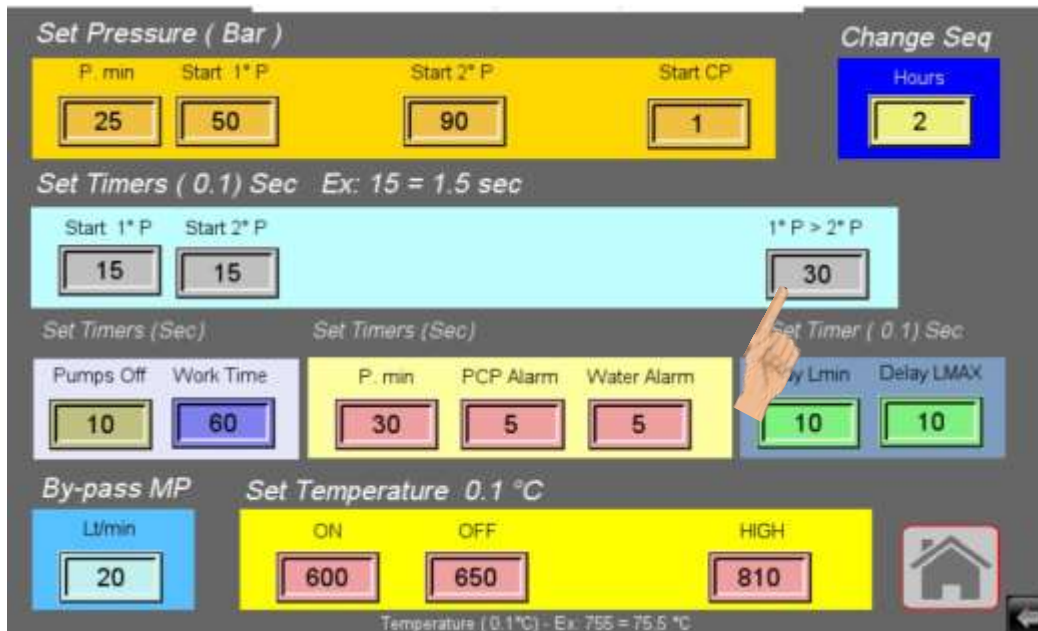 Set Pressure ( Bar )
Change Seq
P. min Start 1° P Start 2° P Start CP
Hours
25 50 90 1
2
Set Timers ( 0.1) Sec Ex: 15 = 1.5 sec
Start 1° P Start 2° P 1° P > 2° P
15 15 30
Set Timers (Sec) Set Timers (Sec) Set Timer ( 0.1) Sec
Pumps Off Work Time P. min PCP Alarm Water Alarm Lmin Delay LMAX
10 60 30 5 5 10 10
By-pass MP Set Temperature 0.1 °C
Lt/min ON OFF HIGH
20 600 650 810
P
Temperature ( 0.1°C) - Ex: 755 = 75.5 °C